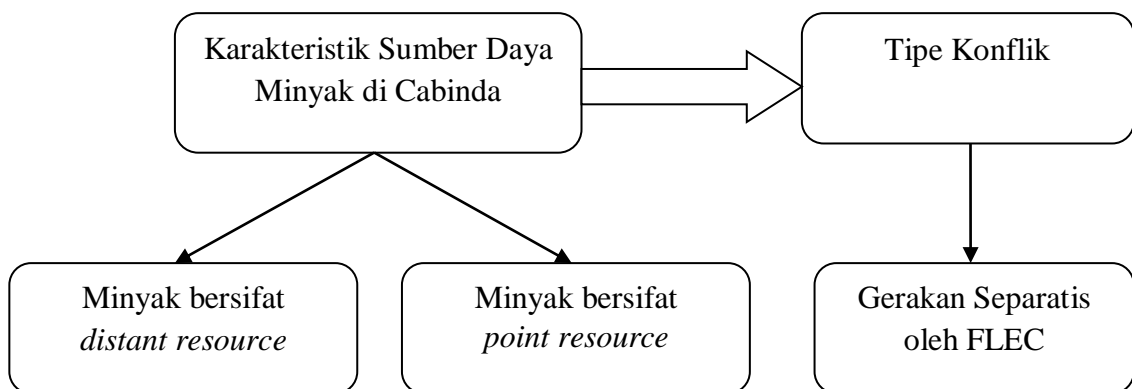 Karakteristik Sumber Daya
Minyak di Cabinda
Tipe Konflik
Minyak bersifat
distant resource
Minyak bersifat
point resource
Gerakan Separatis
oleh FLEC